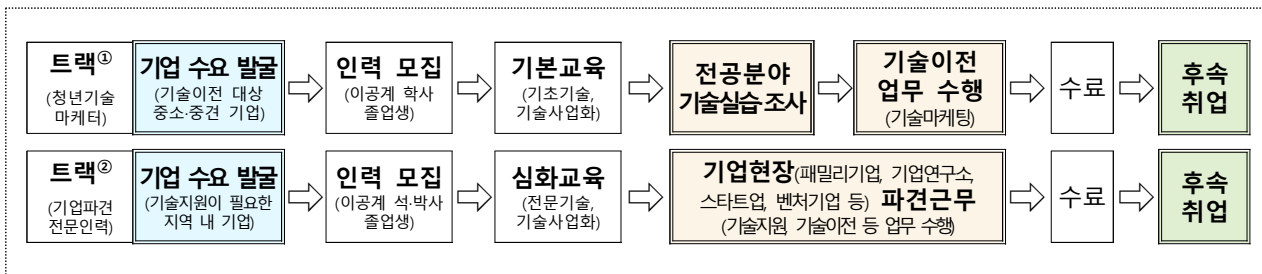 트랙①
(청년기술
마케터)
기업 수요 발굴
(기술이전 대상
중소·중견 기업)
인력 모집
(이공계 학사
졸업생)
기본교육
(기초기술,
기술사업화)
전공분야
기술실습·조사
기술이전
업무 수행
(기술마케팅)
수료
후속
취업
트랙②
(기업파견
전문인력)
기업 수요 발굴
(기술지원이 필요한
지역 내 기업)
인력 모집
(이공계 석·박사
졸업생)
심화교육
(전문기술,
기술사업화)
기업현장(패밀리기업, 기업연구소,
스타트업, 벤처기업 등) 파견근무
(기술지원, 기술이전 등 업무 수행)
수료
후속
취업